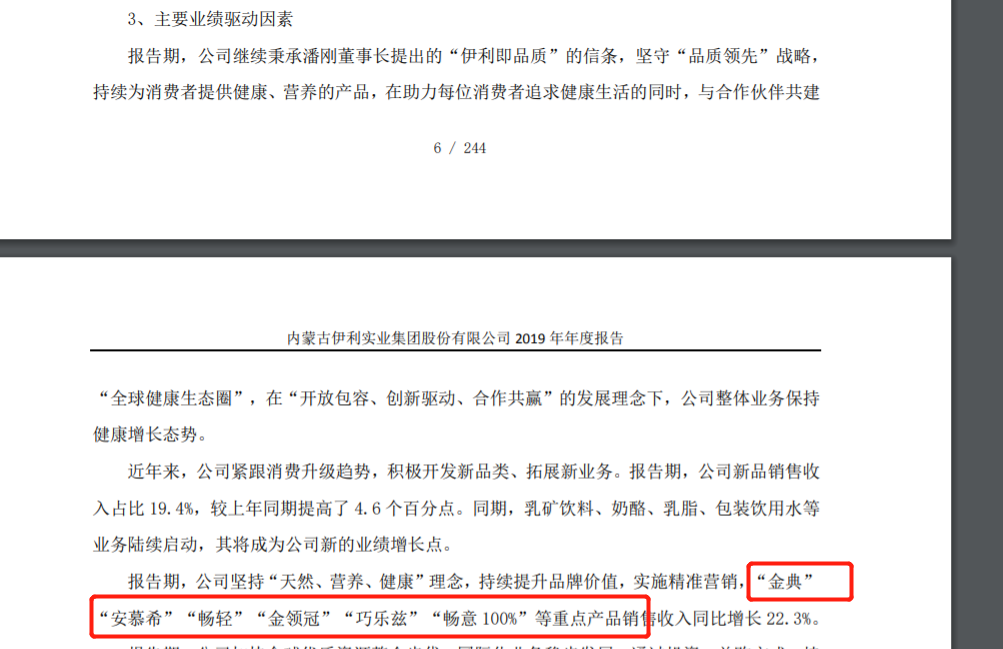 3、主要业绩驱动因素
报告期，公司继续秉承潘刚董事长提出的“伊利即品质”的信条，坚守“品质领先”战略，
持续为消费者提供健康、营养的产品，在助力每位消费者追求健康生活的同时，与合作伙伴共建
6 / 244
内蒙古伊利实业集团股份有限公司 2019 年年度报告
“全球健康生态圈”，在“开放包容、创新驱动、合作共赢”的发展理念下，公司整体业务保持
健康增长态势。
近年来，公司紧跟消费升级趋势，积极开发新品类、拓展新业务。报告期，公司新品销售收
入占比 19.4%，较上年同期提高了 4.6 个百分点。同期，乳矿饮料、奶酪、乳脂、包装饮用水等
业务陆续启动，其将成为公司新的业绩增长点。
报告期，公司坚持“天然、营养、健康”理念，持续提升品牌价值，实施精准营销，“金典”
“安慕希”“畅轻”“金领冠”“巧乐兹”“畅意 100%”等重点产品销售收入同比增长 22.3%。